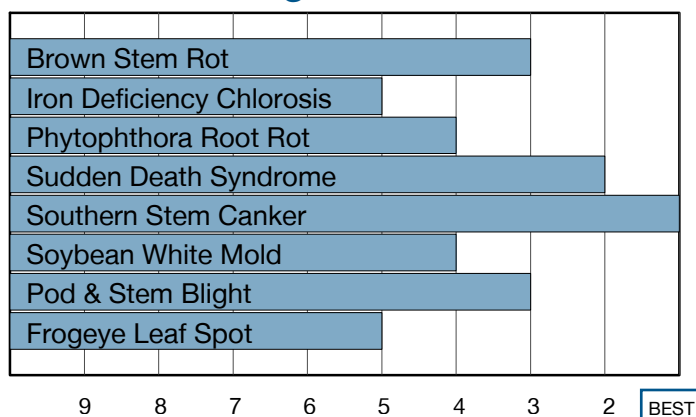 Brown Stem Rot
Iron Deficiency Chlorosis
Phytophthora Root Rot
Sudden Death Syndrome
Southern Stem Canker
Soybean White Mold
Pod & Stem Blight
Frogeye Leaf Spot
9 8 7 6 5 4 3 2 BEST